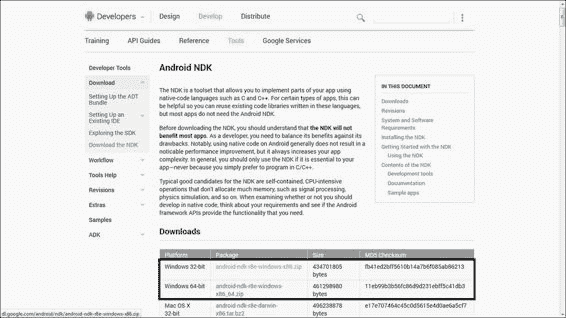 Developers Design Develop Distribute
Training API Guides Reference Tools Google Services
Developer Tools
Download
Setting Up the ADT
Bundle
Setting Up an
Existing IDE
Exploring the SDK
Download the NDK
Workflow
Tools Help
Revisions
Extras
Samples
ADK
Android NDK
The NDK is a toolset that allows you to implement parts of your app using
native-code languages such as C and C++. For certain types of apps, this can
be helpful so you can reuse existing code libraries written in these languages,
but most apps do not need the Android NDK.
Before downloading the NDK, you should understand that the NDK will not
benefit most apps. As a developer, you need to balance its benefits against its
drawbacks. Notably, using native code on Android generally does not result in a
noticable performance improvement, but it always increases your app
complexity. In general, you should only use the NDK if it is essential to your
app—never because you simply prefer to program in C/C++.
Typical good candidates for the NDK are self-contained, CPU-intensive
operations that don't allocate much memory, such as signal processing,
physics simulation, and so on. When examining whether or not you should
develop in native code, think about your requirements and see if the Android
framework APIs provide the functionality that you need.
IN THIS DOCUMENT
Downloads
Revisions
System and Software
Requirements
Installing the NDK
Getting Started with the NDK
Using the NDK
Contents of the NDK
Development tools
Documentation
Sample apps
Downloads
Platform Package Size MD5 Checksum
Windows 32-bit android-ndk-r8e-windows-x86.zip 434701805
bytes
Windows 64-bit android-ndk-r8e-windows-
x86_64.zip 461298980
bytes
Mac OS X
32-bit android-ndk-r8e-darwin-
x86.tar.bz2 496238878
dl.google.com/android/ndk/android-ndk-r8e-windows-x86.zip